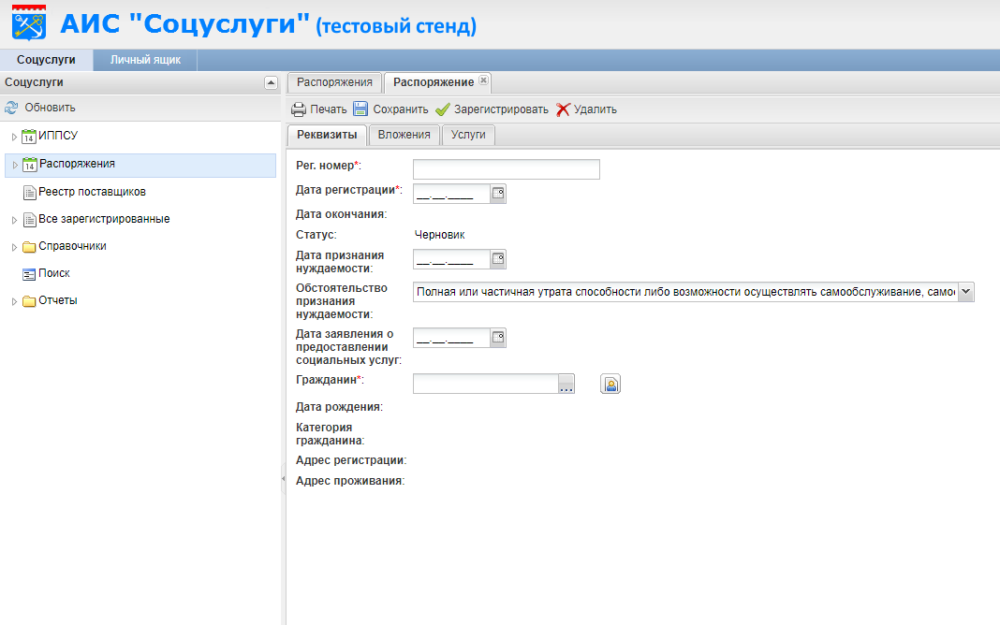 АИС "Соцуслуги" (тестовый стенд)
Соцуслуги Личный ящик
Соцуслуги
Обновить
14 ИППСУ
14 Распоряжения
Реестр поставщиков
Все зарегистрированные
Справочники
Поиск
Отчеты
Распоряжения Распоряжение
Печать Сохранить Зарегистрировать Удалить
Реквизиты Вложения Услуги
Рег. номер*:
Дата регистрации*: __.__.____
Дата окончания:
Статус: Черновик
Дата признания
нуждаемости: __.__.____
Обстоятельство
признания
нуждаемости:
Полная или частичная утрата способности либо возможности осуществлять самообслуживание,
Дата заявления о
предоставлении
социальных услуг: __.__.____
Гражданин*: ...
Дата рождения:
Категория
гражданина:
Адрес регистрации:
Адрес проживания: